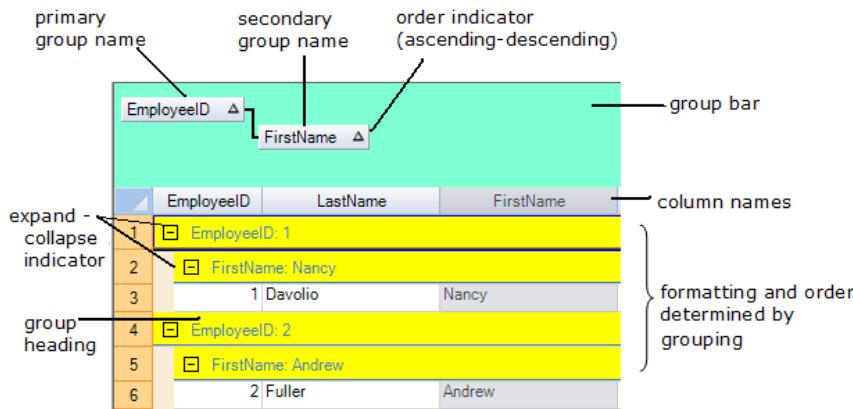 primary
group name
secondary
group name
order indicator
(ascending-descending)
EmployeeID
FirstName
group bar
EmployeeID LastName FirstName
column names
expand -
collapse
indicator
1 EmployeeID: 1
2 FirstName: Nancy
3 1 Davolio Nancy
formatting and order
determined by
grouping
group
heading
4 EmployeeID: 2
5 FirstName: Andrew
6 2 Fuller Andrew